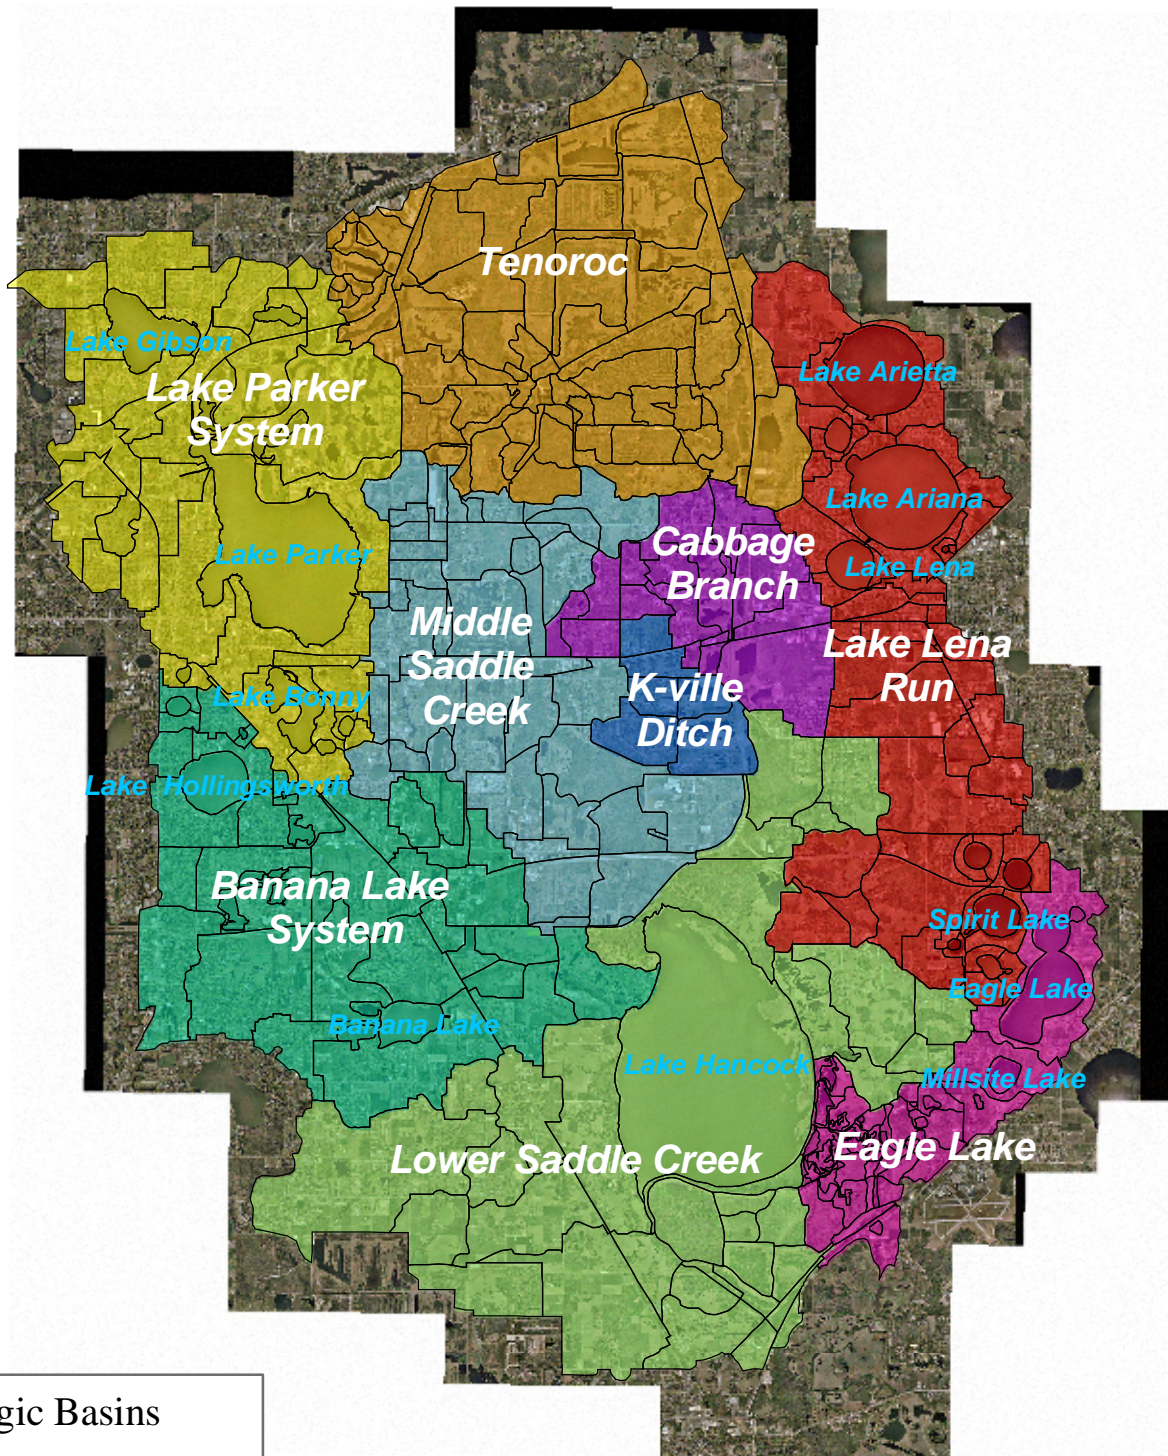 Tenoroc
Lake Gibson
Lake Parker
System
Lake Arietta
Lake Ariana
Lake Parker
Cabbage
Branch
Lake Lena
Middle
Saddle
Creek
Lake Lena
Run
Lake Bonny
K-ville
Ditch
Lake Hollingsworth
Banana Lake
System
Spirit Lake
Eagle Lake
Banana Lake
Lake Hancock
Millsite Lake
Lower Saddle Creek
Eagle Lake
gic Basins